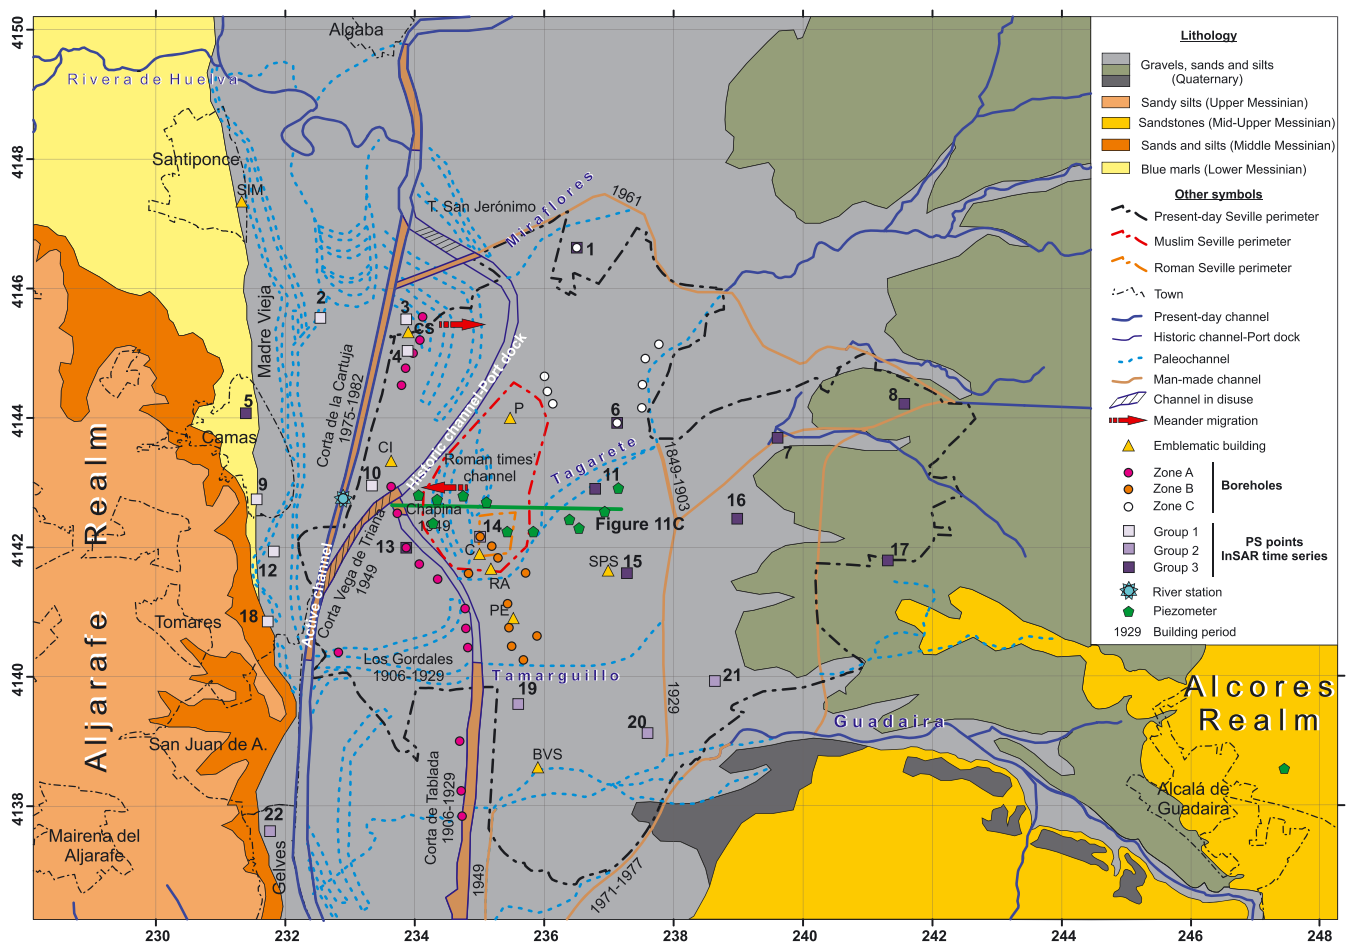 4150
4148
4146
4144
4142
4140
4138
230
232
234
236
238
240
242
244
246
248
Algaba
Rivera de Huelva
Santiponce
SIM
T. San Jerónimo
Miraflores
1961
1
2
3
CS
4
Madre Vieja
Corta de la Cartuja
1975-1982
Historic channel-Port dock
5
Camas
P
6
8
7
CI
Roman times'
channel
Tagarete
1849-1903
9
10
11
Chapina
1949
Figure 11C
16
14
13
C
RA
SPS
15
17
12
Corta Vega de Triana
1949
Active channel
PE
18
Tomares
Los Gordales
1906-1929
Tamarguillo
19
21
1929
20
Guadaira
San Juan de A.
BVS
Corta de Tablada
1906-1929
22
Gelves
Mairena del
Aljarafe
1949
1971-1977
Aljarafe Realm
Alcores
Realm
Alcalá de
Guadaira
Lithology
Gravels, sands and silts
(Quaternary)
Sandy silts (Upper Messinian)
Sandstones (Mid-Upper Messinian)
Sands and silts (Middle Messinian)
Blue marls (Lower Messinian)
Other symbols
Present-day Seville perimeter
Muslim Seville perimeter
Roman Seville perimeter
Town
Present-day channel
Historic channel-Port dock
Paleochannel
Man-made channel
Channel in disuse
Meander migration
Emblematic building
Zone A
Zone B
Zone C
Boreholes
Group 1
Group 2
Group 3
PS points
InSAR time series
River station
Piezometer
1929 Building period